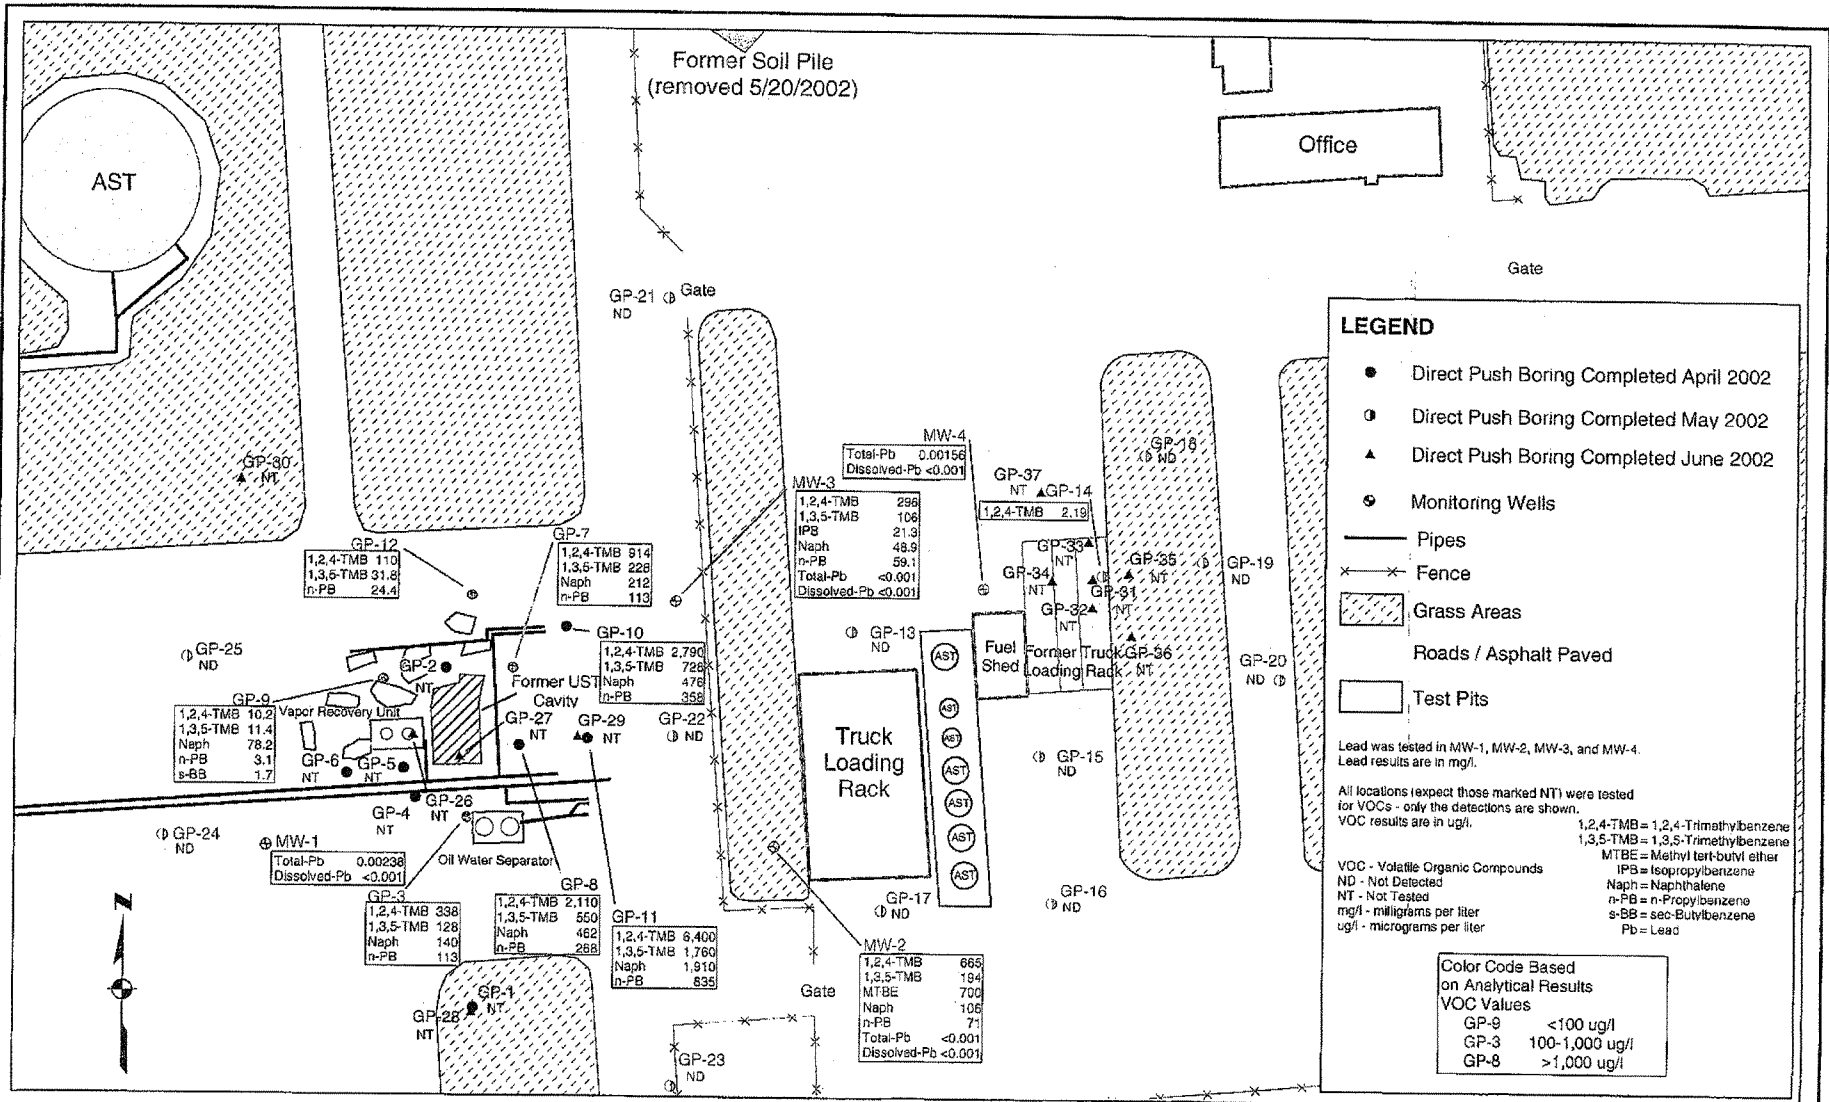 Former Soil Pile
(removed 5/20/2002)
AST
Office
Gate
GP-21
ND
Gate
GP-30
NT
MW-4
Total-Pb 0.00156
Dissolved-Pb <0.001
MW-3
1,2,4-TMB 296
1,3,5-TMB 106
IPB 21.3
Naph 48.9
n-PB 59.1
Total-Pb <0.001
Dissolved-Pb <0.001
GP-37
NT
GP-14
1,2,4-TMB 2.19
GP-18
ND
GP-12
1,2,4-TMB 110
1,3,5-TMB 31.8
n-PB 24.4
GP-7
1,2,4-TMB 914
1,3,5-TMB 228
Naph 212
n-PB 113
GP-33
NT
GP-34
NT
GP-35
NT
GP-31
NT
GP-32
NT
GP-19
ND
GP-36
NT
GP-20
ND
GP-25
ND
GP-2
NT
GP-10
1,2,4-TMB 2,790
1,3,5-TMB 726
Naph 476
n-PB 358
GP-13
ND
Fuel
Shed
Former Truck
Loading Rack
Former UST
Cavity
GP-9
1,2,4-TMB 10.2
1,3,5-TMB 11.4
Naph 78.2
n-PB 3.1
s-BB 1.7
Vapor Recovery Unit
GP-27
NT
GP-29
NT
GP-22
ND
GP-6
NT
GP-5
NT
GP-4
NT
GP-26
NT
Truck
Loading
Rack
AST
AST
AST
AST
AST
AST
AST
GP-15
ND
GP-24
ND
MW-1
Total-Pb 0.00238
Dissolved-Pb <0.001
Oil Water Separator
GP-3
1,2,4-TMB 338
1,3,5-TMB 128
Naph 140
n-PB 113
GP-8
1,2,4-TMB 2,110
1,3,5-TMB 550
Naph 462
n-PB 268
GP-11
1,2,4-TMB 6,400
1,3,5-TMB 1,760
Naph 1,910
n-PB 835
GP-17
ND
GP-16
ND
MW-2
1,2,4-TMB 665
1,3,5-TMB 194
MTBE 700
Naph 106
n-PB 71
Total-Pb <0.001
Dissolved-Pb <0.001
Z
GP-1
NT
GP-28
NT
Gate
GP-23
ND
LEGEND
Direct Push Boring Completed April 2002
Direct Push Boring Completed May 2002
Direct Push Boring Completed June 2002
Monitoring Wells
Pipes
Fence
Grass Areas
Roads / Asphalt Paved
Test Pits
Lead was tested in MW-1, MW-2, MW-3, and MW-4.
Lead results are in mg/l.
All locations (expect those marked NT) were tested
for VOCs - only the detections are shown.
VOC results are in ug/l.
VOC - Volatile Organic Compounds
ND - Not Detected
NT - Not Tested
mg/l - milligrams per liter
ug/l - micrograms per liter
1,2,4-TMB = 1,2,4-Trimethylbenzene
1,3,5-TMB = 1,3,5-Trimethylbenzene
MTBE = Methyl tert-butyl ether
IPB = Isopropylbenzene
Naph = Naphthalene
n-PB = n-Propylbenzene
s-BB = sec-Butylbenzene
Pb = Lead
Color Code Based
on Analytical Results
VOC Values
GP-9 <100 ug/l
GP-3 100-1,000 ug/l
GP-8 >1,000 ug/l